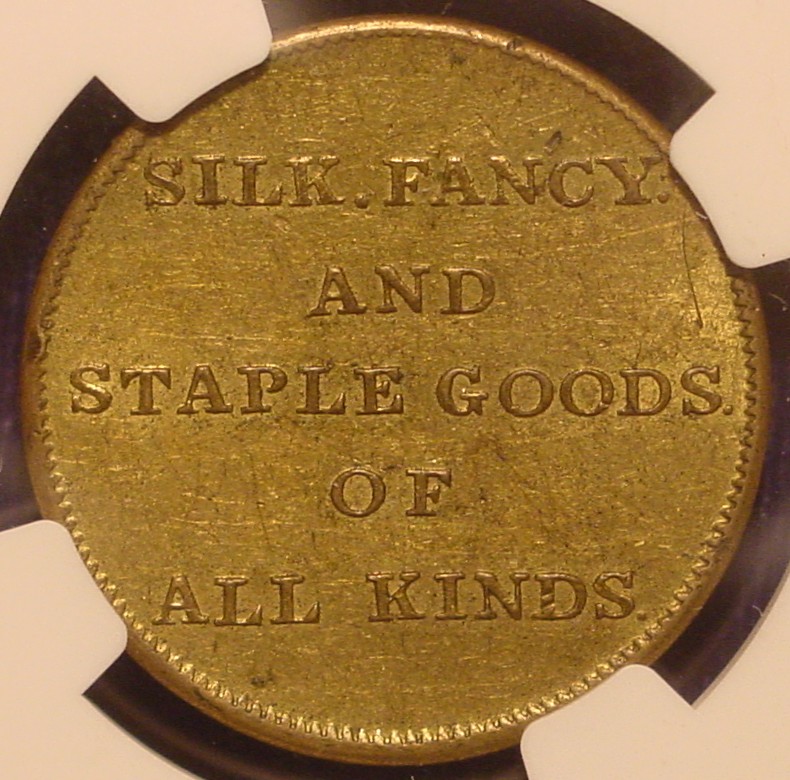 SILK. FANCY.
AND
STAPLE GOODS.
OF
ALL KINDS.